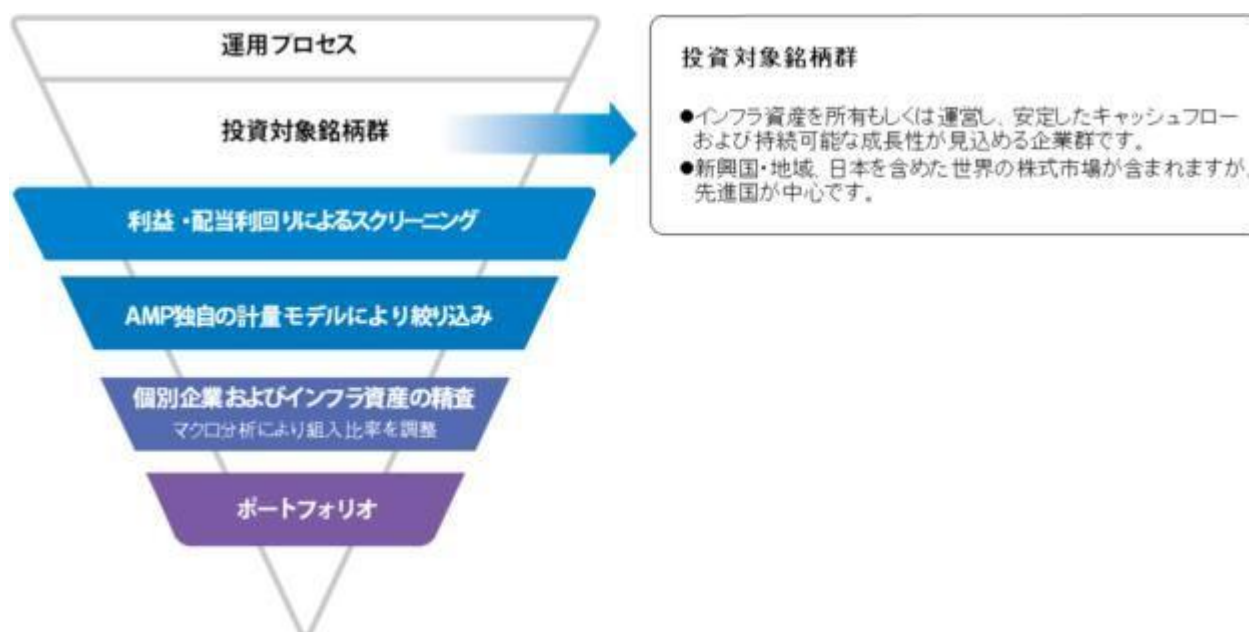 運用プロセス
投資対象銘柄群
利益・配当利回りによるスクリーニング
AMP独自の計量モデルにより絞り込み
個別企業およびインフラ資産の精査
マクロ分析により組入比率を調整
ポートフォリオ
投資対象銘柄群
●インフラ資産を所有もしくは運営し、安定したキャッシュフロー
および持続可能な成長性が見込める企業群です。
●新興国・地域、日本を含めた世界の株式市場が含まれますが、
先進国が中心です。